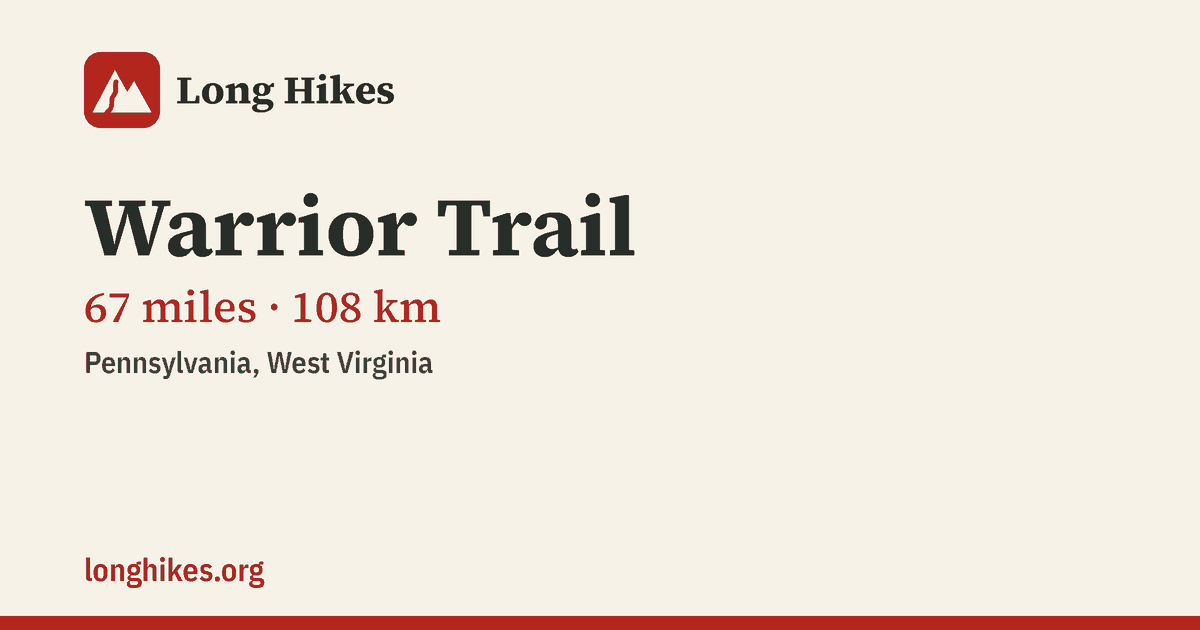 Long Hikes
Warrior Trail
67 miles · 108 km
Pennsylvania, West Virginia
longhikes.org